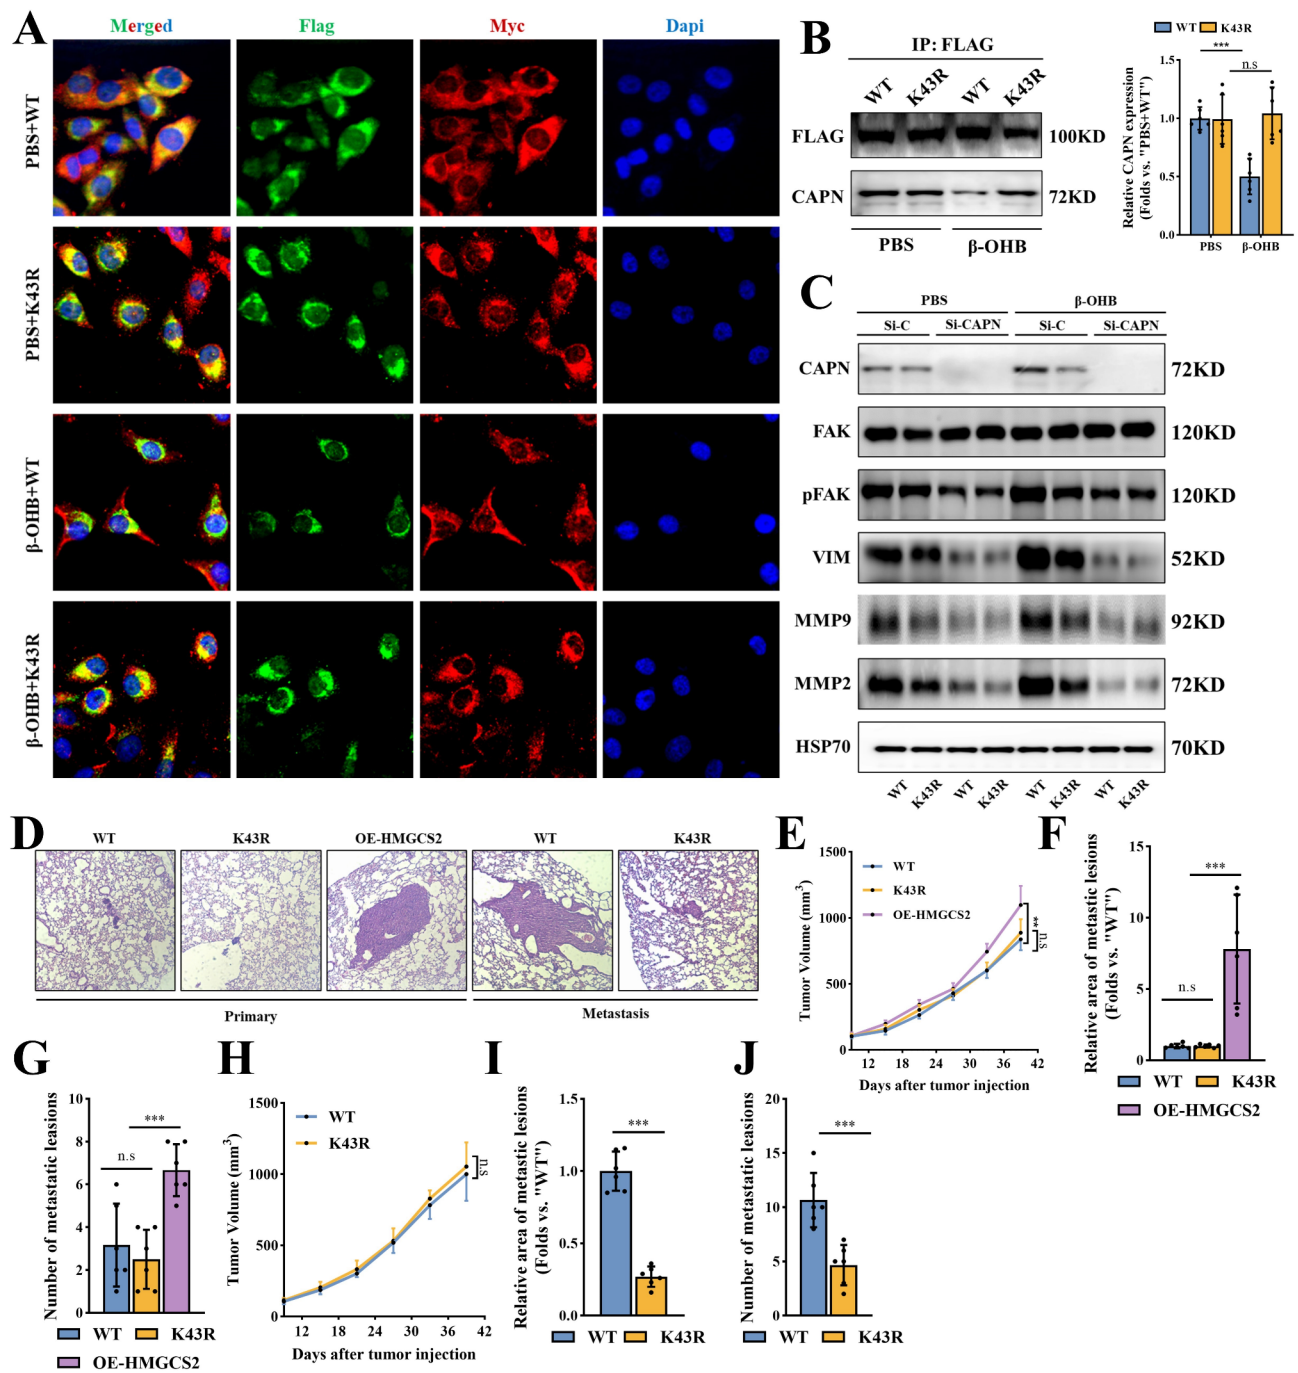 A
Merged
Flag
Myc
Dapi
PBS+WT
PBS+K43R
β-OHB+WT
β-OHB+K43R
B
IP: FLAG
WT
K43R
WT
K43R
FLAG
100KD
CAPN
72KD
PBS
β-OHB
WT
K43R
Relative CAPN expression
(Folds vs. "PBS+WT")
1.5
1.0
0.5
0.0
***
n.s
PBS
β-OHB
C
PBS
β-OHB
Si-C
Si-CAPN
Si-C
Si-CAPN
CAPN
72KD
FAK
120KD
pFAK
120KD
VIM
52KD
MMP9
92KD
MMP2
72KD
HSP70
70KD
WT
K43R
WT
K43R
WT
K43R
WT
K43R
D
WT
K43R
OE-HMGCS2
WT
K43R
Primary
Metastasis
E
Tumor Volume (mm³)
1500
1000
500
0
WT
K43R
OE-HMGCS2
**
n.s
12
18
24
30
36
42
Days after tumor injection
F
Relative area of metastic lesions
(Folds vs. "WT")
15
10
5
0
***
n.s
WT
K43R
OE-HMGCS2
G
Number of metastatic leasions
10
8
6
4
2
0
***
n.s
WT
K43R
OE-HMGCS2
H
Tumor Volume (mm³)
1500
1000
500
0
WT
K43R
n.s
12
18
24
30
36
42
Days after tumor injection
I
Relative area of metastic lesions
(Folds vs. "WT")
1.5
1.0
0.5
0.0
***
WT
K43R
J
Number of metastatic leasions
20
15
10
5
0
***
WT
K43R